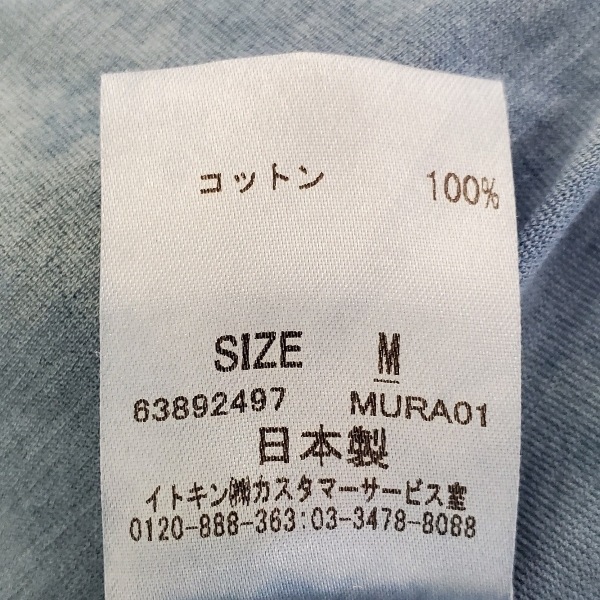 コットン 100%
SIZE M
63892497 MURA01
日本製
イトキン㈱カスタマーサービス室
0120-888-363:03-3478-8088